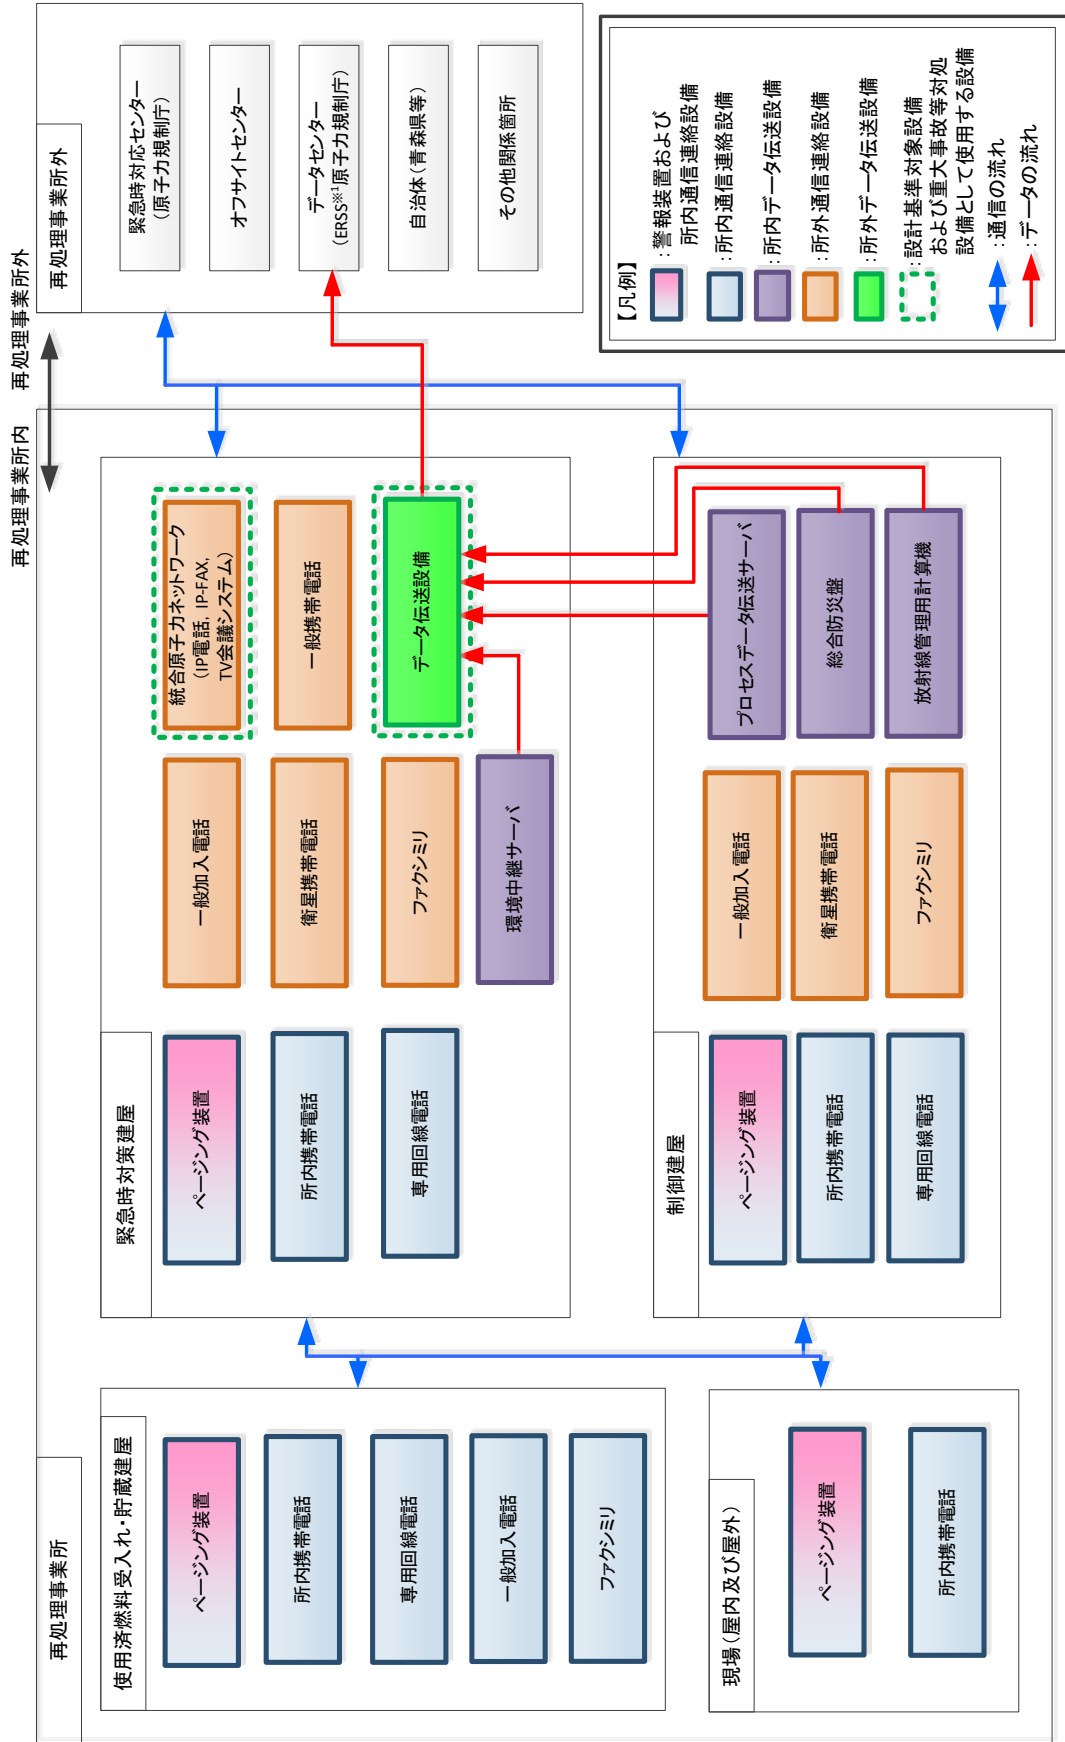 再処理事業所内
再処理事業所外
再処理事業所
使用済燃料受入れ・貯蔵建屋
ページング装置
所内携帯電話
専用回線電話
一般加入電話
ファクシミリ
現場(屋内及び屋外)
ページング装置
所内携帯電話
緊急時対策建屋
ページング装置
所内携帯電話
専用回線電話
一般加入電話
衛星携帯電話
ファクシミリ
環境中継サーバ
統合原子力ネットワーク
(IP電話, IP-FAX,
TV会議システム)
一般携帯電話
データ伝送設備
制御建屋
ページング装置
所内携帯電話
専用回線電話
一般加入電話
衛星携帯電話
ファクシミリ
プロセスデータ伝送サーバ
総合防災盤
放射線管理用計算機
再処理事業所外
緊急時対応センター
(原子力規制庁)
オフサイトセンター
データセンター
(ERSS※1原子力規制庁)
自治体(青森県等)
その他関係箇所
【凡例】
:警報装置および
所内通信連絡設備
:所内通信連絡設備
:所内データ伝送設備
:所外通信連絡設備
:所外データ伝送設備
:設計基準対象設備
および重大事故等対処
設備として使用する設備
:通信の流れ
:データの流れ